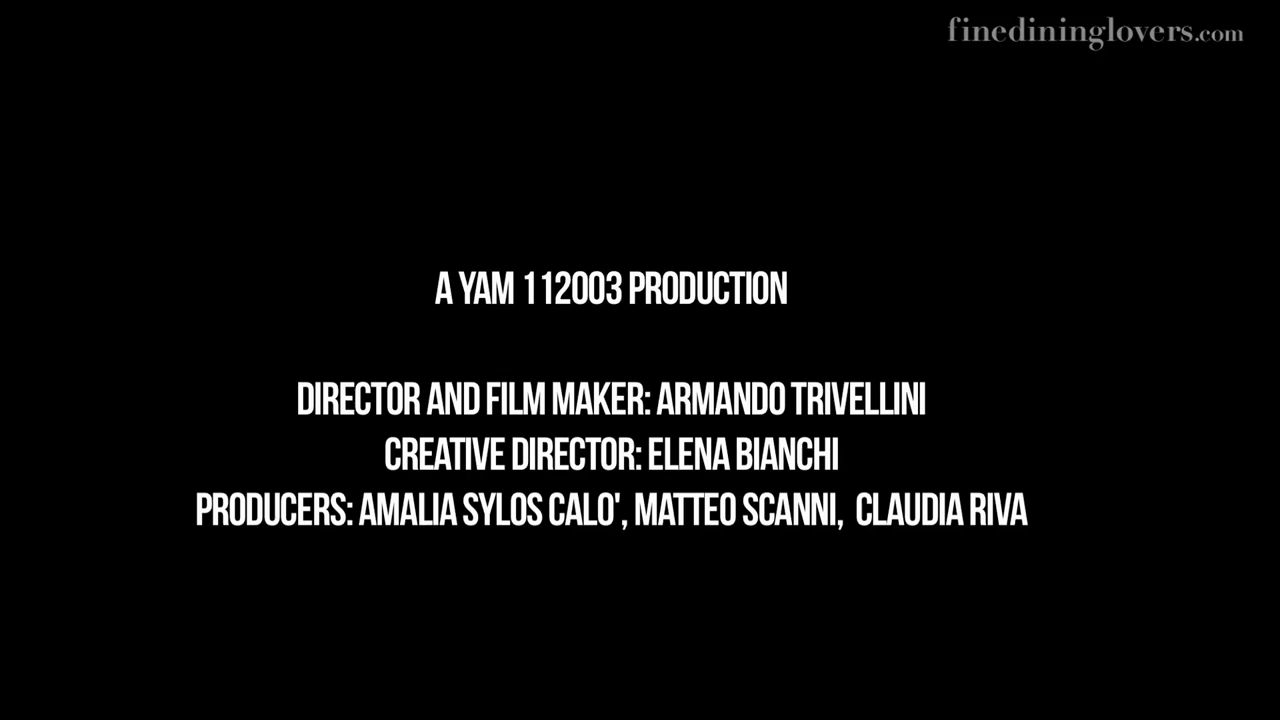 finedininglovers.com
A YAM 112003 PRODUCTION
DIRECTOR AND FILM MAKER: ARMANDO TRIVELLINI
CREATIVE DIRECTOR: ELENA BIANCHI
PRODUCERS: AMALIA SYLOS CALO', MATTEO SCANNI, CLAUDIA RIVA